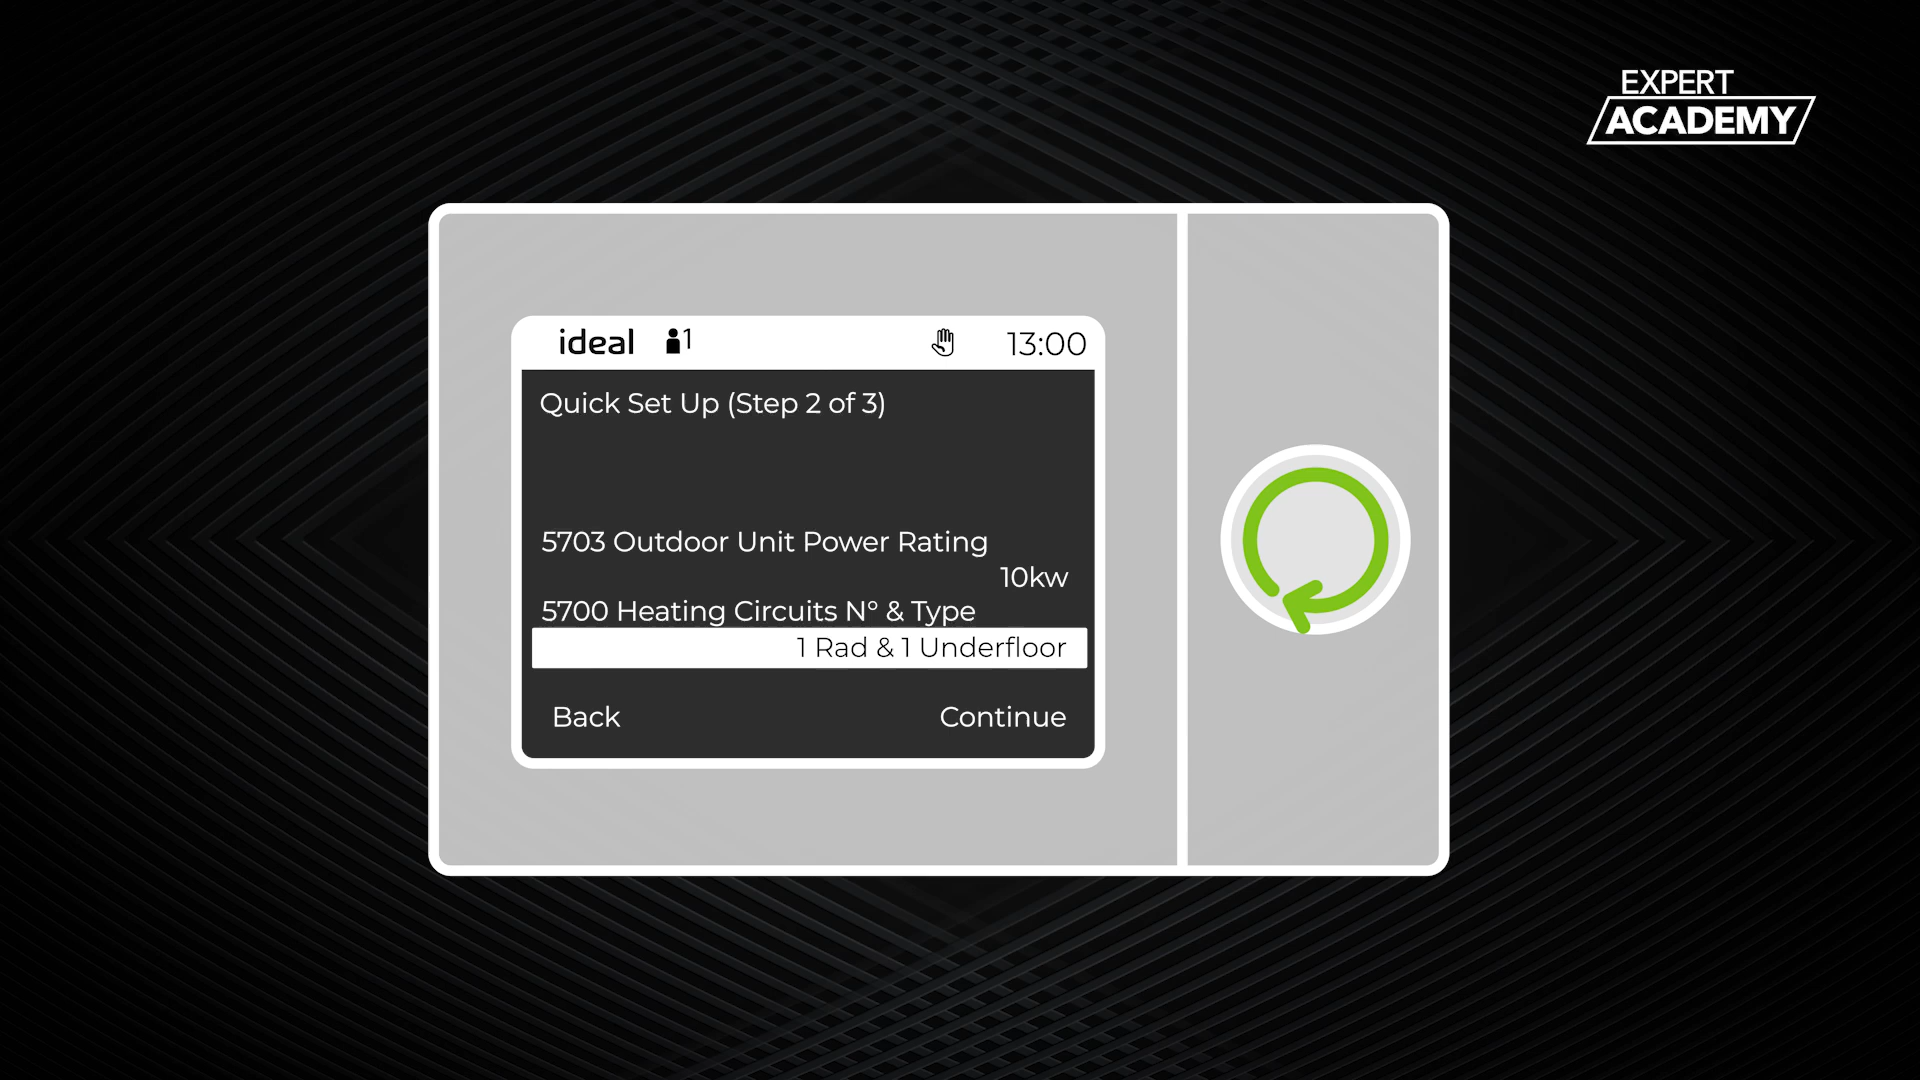 EXPERT
ACADEMY
ideal 1 13:00
Quick Set Up (Step 2 of 3)
5703 Outdoor Unit Power Rating
10kw
5700 Heating Circuits N° & Type
1 Rad & 1 Underfloor
Back Continue